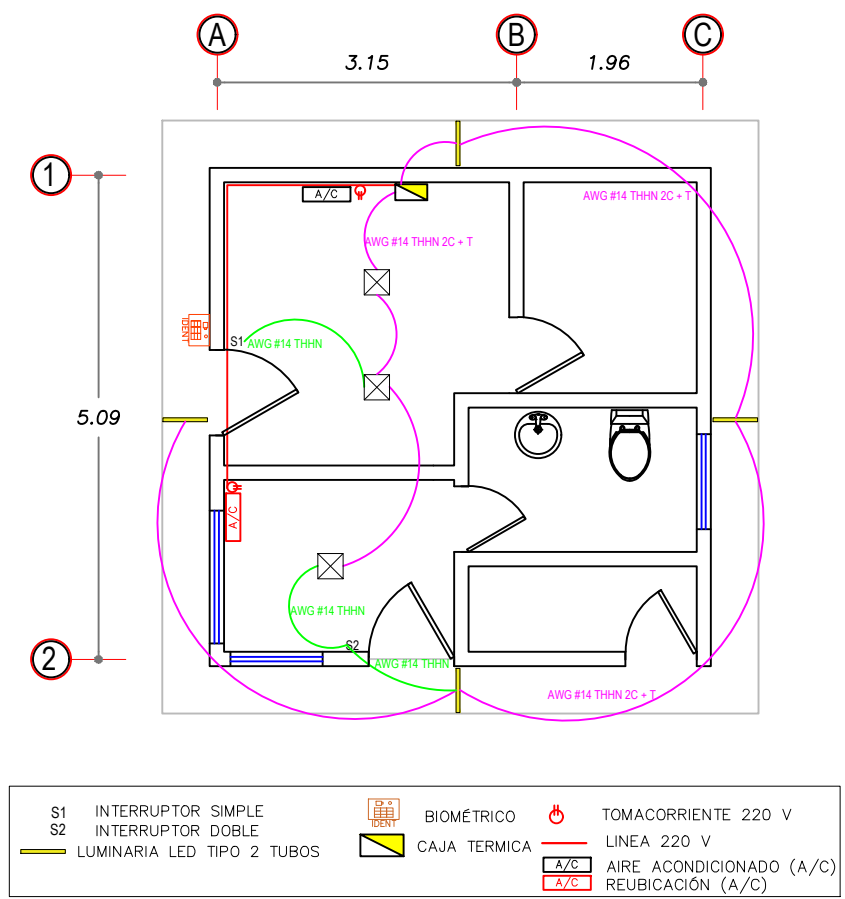 A
B
C
3.15
1.96
1
A/C
AWG #14 THHN 2C + T
AWG #14 THHN 2C + T
IDENT
S1
AWG #14 THHN
5.09
A/C
AWG #14 THHN
S2
AWG #14 THHN
2
AWG #14 THHN 2C + T
S1 INTERRUPTOR SIMPLE
S2 INTERRUPTOR DOBLE
LUMINARIA LED TIPO 2 TUBOS
IDENT
BIOMÉTRICO
CAJA TERMICA
TOMACORRIENTE 220 V
LINEA 220 V
A/C AIRE ACONDICIONADO (A/C)
A/C REUBICACIÓN (A/C)